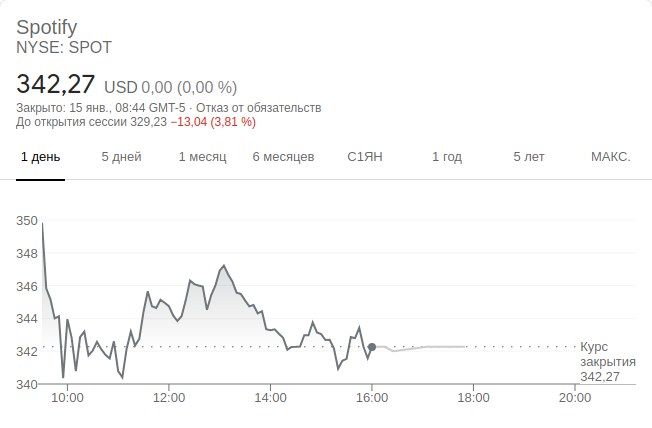 Spotify
NYSE: SPOT
342,27 USD 0,00 (0,00 %)
Закрыто: 15 янв., 08:44 GMT-5 · Отказ от обязательств
До открытия сессии 329,23 −13,04 (3,81 %)
1 день 5 дней 1 месяц 6 месяцев С1ЯН 1 год 5 лет МАКС.
350
348
346
344
342
340
Курс
закрытия
342,27
10:00 12:00 14:00 16:00 18:00 20:00